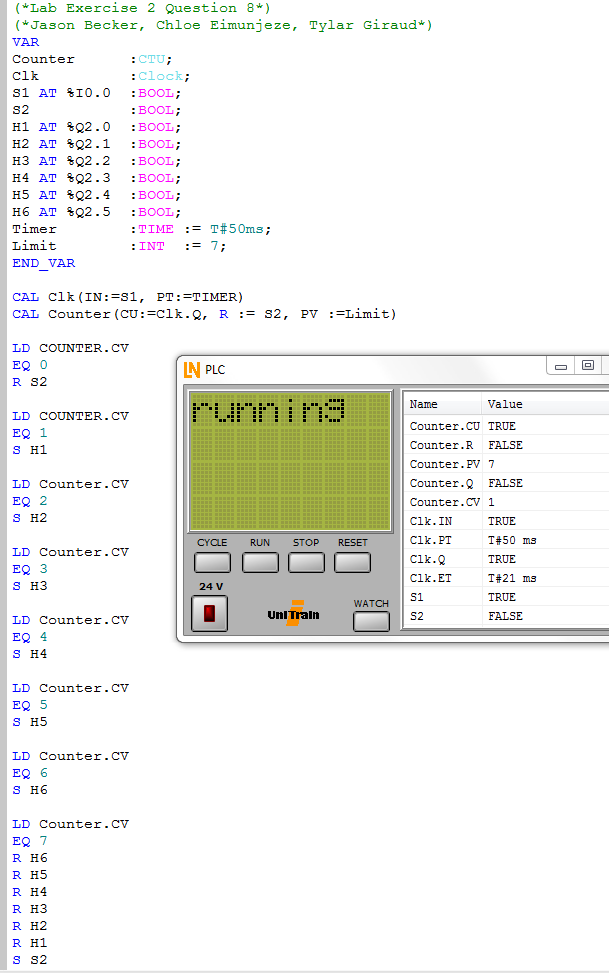 (*Lab Exercise 2 Question 8*)
(*Jason Becker, Chloe Eimunjeze, Tylar Giraud*)
VAR
Counter :CTU;
Clk :Clock;
S1 AT %I0.0 :BOOL;
S2 :BOOL;
H1 AT %Q2.0 :BOOL;
H2 AT %Q2.1 :BOOL;
H3 AT %Q2.2 :BOOL;
H4 AT %Q2.3 :BOOL;
H5 AT %Q2.4 :BOOL;
H6 AT %Q2.5 :BOOL;
Timer :TIME := T#50ms;
Limit :INT := 7;
END_VAR
CAL Clk(IN:=S1, PT:=TIMER)
CAL Counter(CU:=Clk.Q, R := S2, PV :=Limit)
LD COUNTER.CV
EQ 0
R S2
LD COUNTER.CV
EQ 1
S H1
LD Counter.CV
EQ 2
S H2
LD Counter.CV
EQ 3
S H3
LD Counter.CV
EQ 4
S H4
LD Counter.CV
EQ 5
S H5
LD Counter.CV
EQ 6
S H6
LD Counter.CV
EQ 7
R H6
R H5
R H4
R H3
R H2
R H1
S S2
LN PLC
running
CYCLE RUN STOP RESET
24 V
UniTrain
WATCH
Name Value
Counter.CU TRUE
Counter.R FALSE
Counter.PV 7
Counter.Q FALSE
Counter.CV 1
Clk.IN TRUE
Clk.PT T#50 ms
Clk.Q TRUE
Clk.ET T#21 ms
S1 TRUE
S2 FALSE